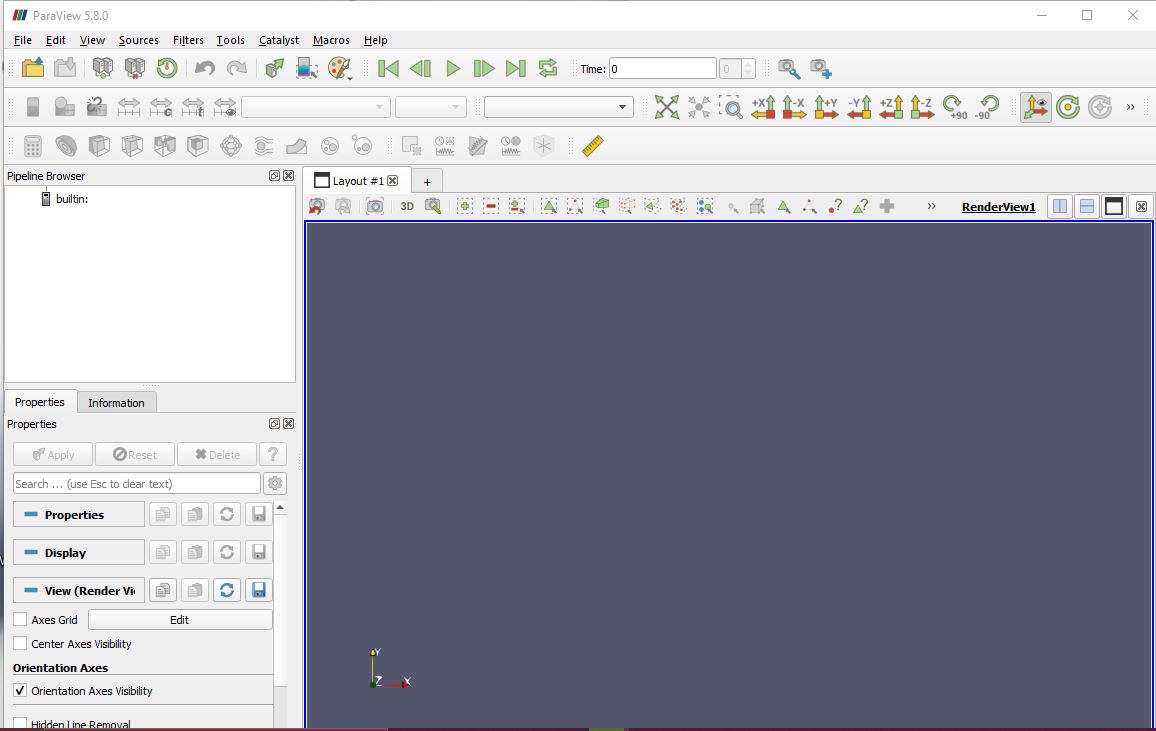 ParaView 5.8.0
File Edit View Sources Filters Tools Catalyst Macros Help
Time: 0 0
+X -X +Y -Y +Z -Z +90 -90
Pipeline Browser
builtin:
Layout #1 +
3D RenderView1
Properties Information
Properties
Apply Reset Delete ?
Search ... (use Esc to clear text)
Properties
Display
View (Render Vi
Axes Grid Edit
Center Axes Visibility
Orientation Axes
Orientation Axes Visibility
Hidden Line Removal
Y
Z X